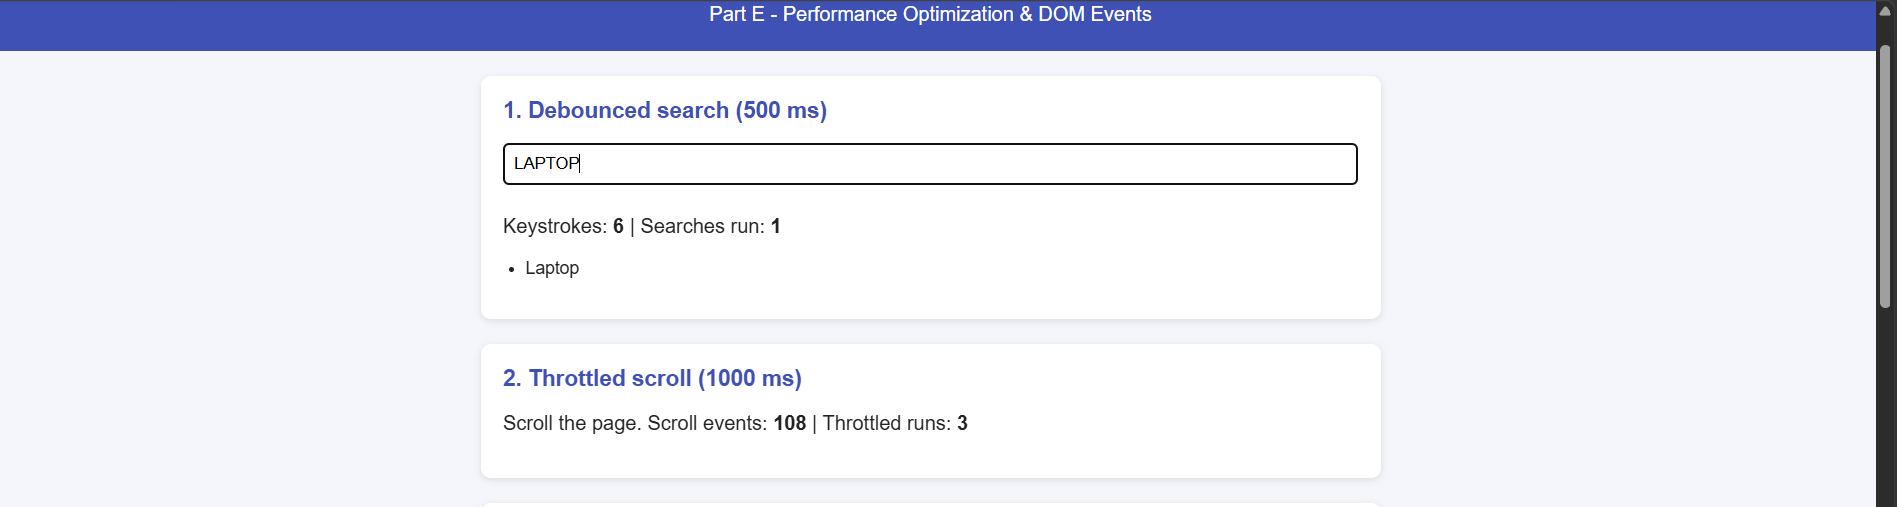 Part E - Performance Optimization & DOM Events
1. Debounced search (500 ms)
LAPTOP
Keystrokes: 6 | Searches run: 1
• Laptop
2. Throttled scroll (1000 ms)
Scroll the page. Scroll events: 108 | Throttled runs: 3